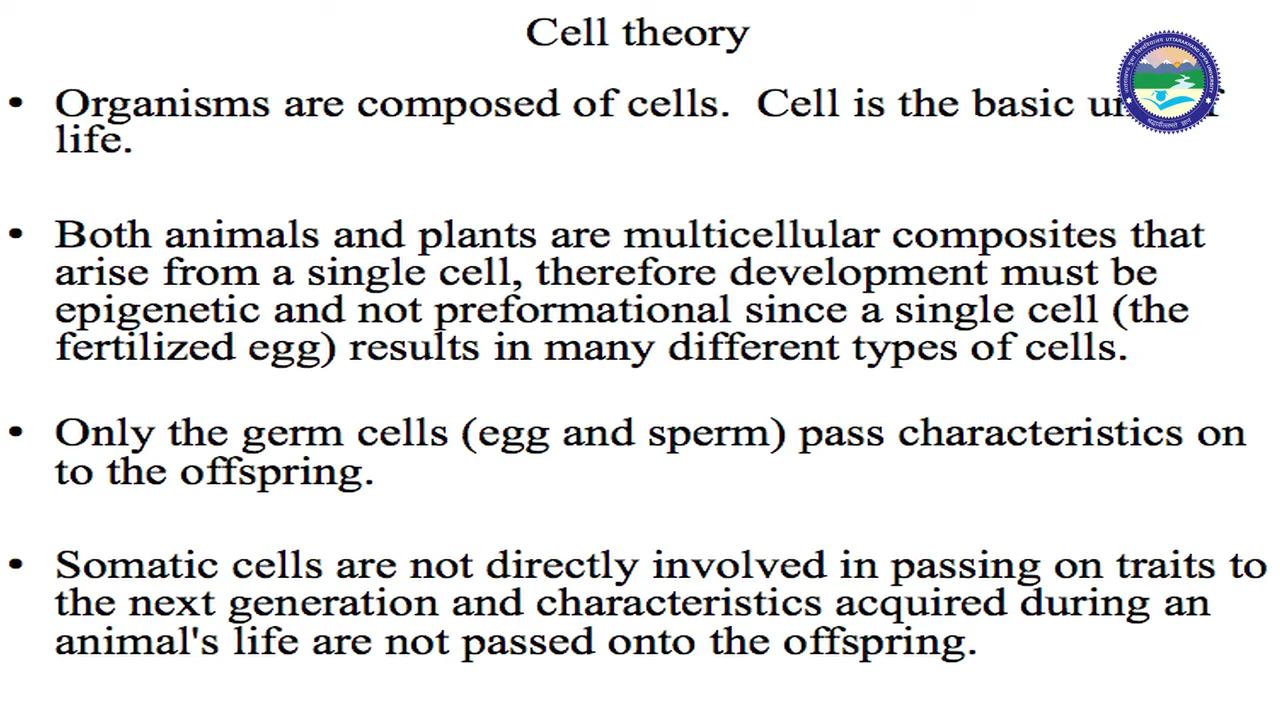 Cell theory
• Organisms are composed of cells.  Cell is the basic
life.
• Both animals and plants are multicellular composites that
arise from a single cell, therefore development must be
epigenetic and not preformational since a single cell (the
fertilized egg) results in many different types of cells.
• Only the germ cells (egg and sperm) pass characteristics on
to the offspring.
• Somatic cells are not directly involved in passing on traits to
the next generation and characteristics acquired during an
animal's life are not passed onto the offspring.
UTTARAKHAND OPEN UNIVERSITY